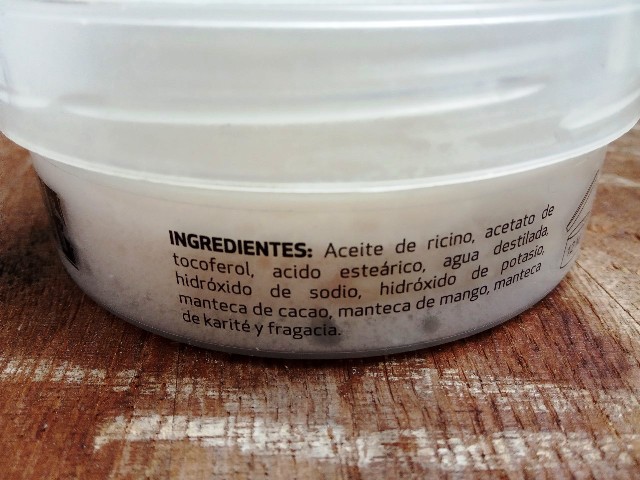 INGREDIENTES: Aceite de ricino, acetato de
tocoferol, acido esteárico, agua destilada,
hidróxido de sodio, hidróxido de potasio,
manteca de cacao, manteca de mango, manteca
de karité y fragacia.